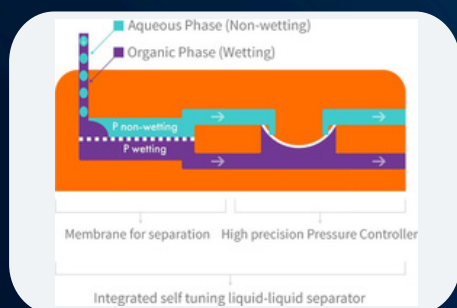 Aqueous Phase (Non-wetting)
Organic Phase (Wetting)
P non-wetting
P wetting
Membrane for separation
High precision Pressure Controller
Integrated self tuning liquid-liquid separator